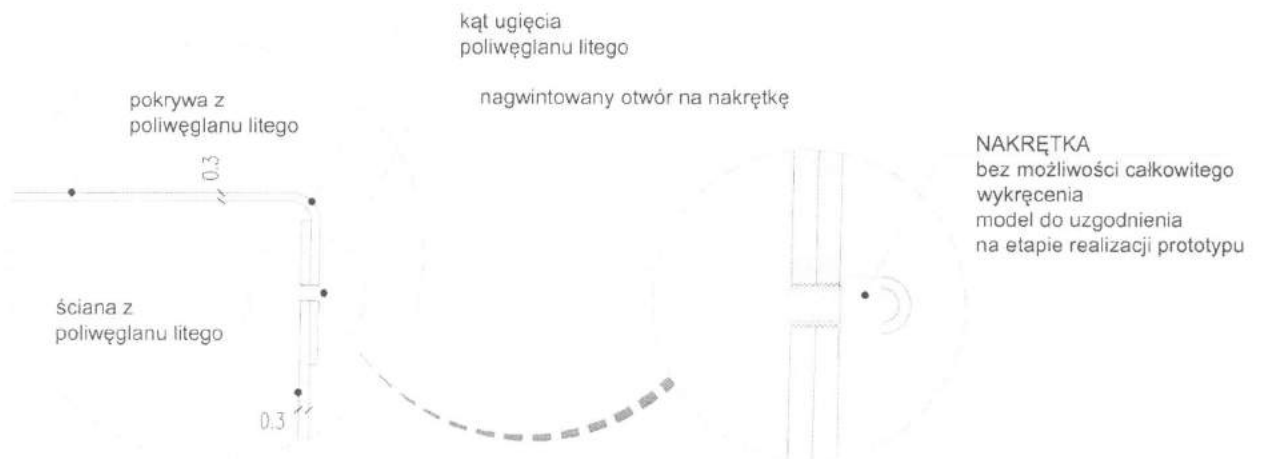 kąt ugięcia
poliwęglanu litego
nagwintowany otwór na nakrętkę
pokrywa z
poliwęglanu litego
0.3
NAKRĘTKA
bez możliwości całkowitego
wykręcenia
model do uzgodnienia
na etapie realizacji prototypu
ściana z
poliwęglanu litego
0.3